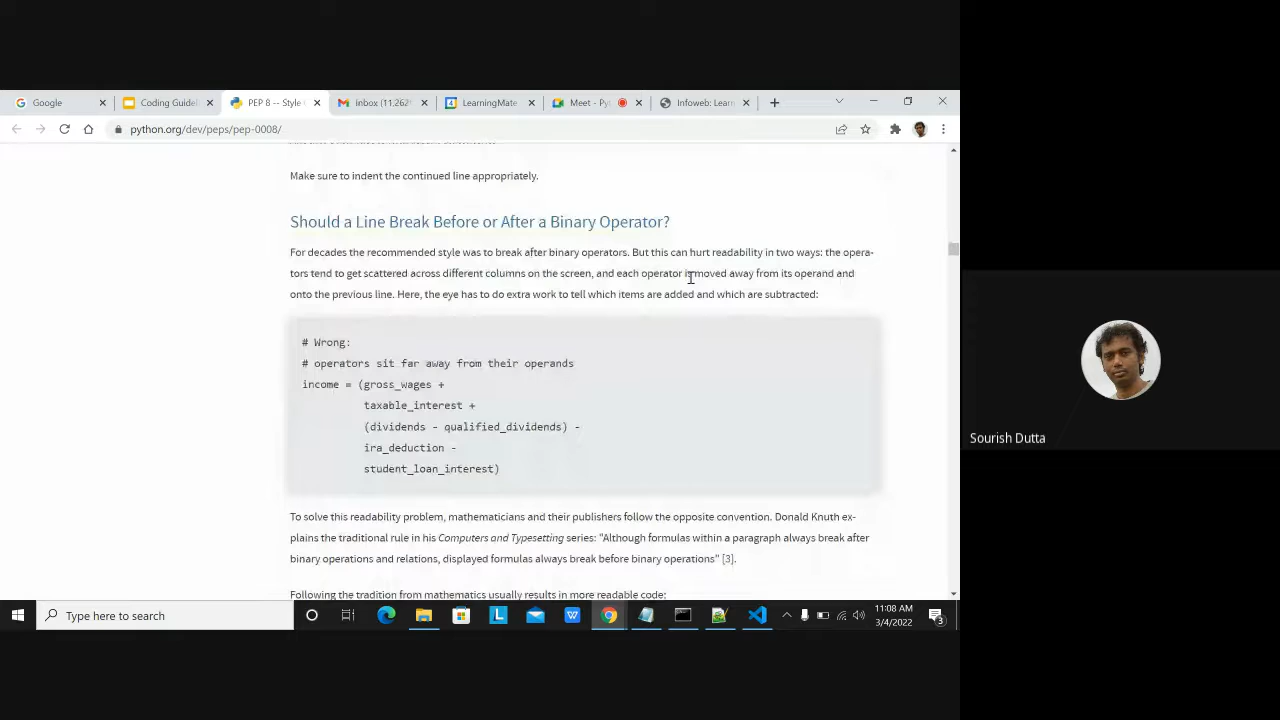 Google
Coding Guidel
PEP 8 -- Style
inbox (11,262
LearningMate
Meet - Pyt
Infoweb: Learn
python.org/dev/peps/pep-0008/
Make sure to indent the continued line appropriately.
Should a Line Break Before or After a Binary Operator?
For decades the recommended style was to break after binary operators. But this can hurt readability in two ways: the opera-
tors tend to get scattered across different columns on the screen, and each operator is moved away from its operand and
onto the previous line. Here, the eye has to do extra work to tell which items are added and which are subtracted:
# Wrong:
# operators sit far away from their operands
income = (gross_wages +
taxable_interest +
(dividends - qualified_dividends) -
ira_deduction -
student_loan_interest)
To solve this readability problem, mathematicians and their publishers follow the opposite convention. Donald Knuth ex-
plains the traditional rule in his Computers and Typesetting series: "Although formulas within a paragraph always break after
binary operations and relations, displayed formulas always break before binary operations" [3].
Following the tradition from mathematics usually results in more readable code:
Sourish Dutta
Type here to search
11:08 AM
3/4/2022
3